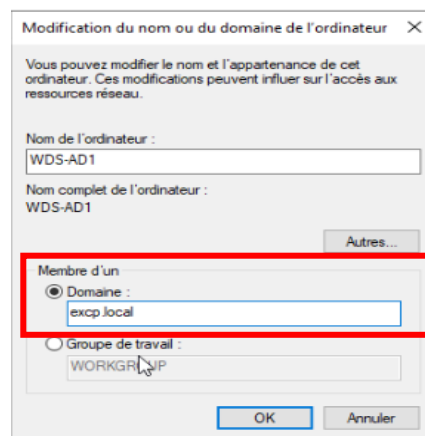 Modification du nom ou du domaine de l'ordinateur
Vous pouvez modifier le nom et l'appartenance de cet
ordinateur. Ces modifications peuvent influer sur l'accès aux
ressources réseau.
Nom de l'ordinateur :
WDS-AD1
Nom complet de l'ordinateur :
WDS-AD1
Autres...
Membre d'un
Domaine :
excp.local
Groupe de travail :
WORKGROUP
OK Annuler